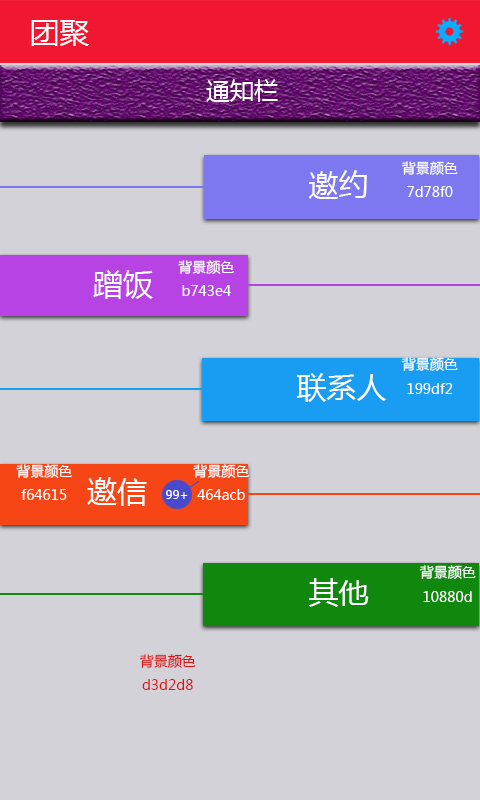 团聚
通知栏
邀约
背景颜色
7d78f0
蹭饭
背景颜色
b743e4
联系人
背景颜色
199df2
背景颜色
f64615
邀信
99+
背景颜色
464acb
其他
背景颜色
10880d
背景颜色
d3d2d8